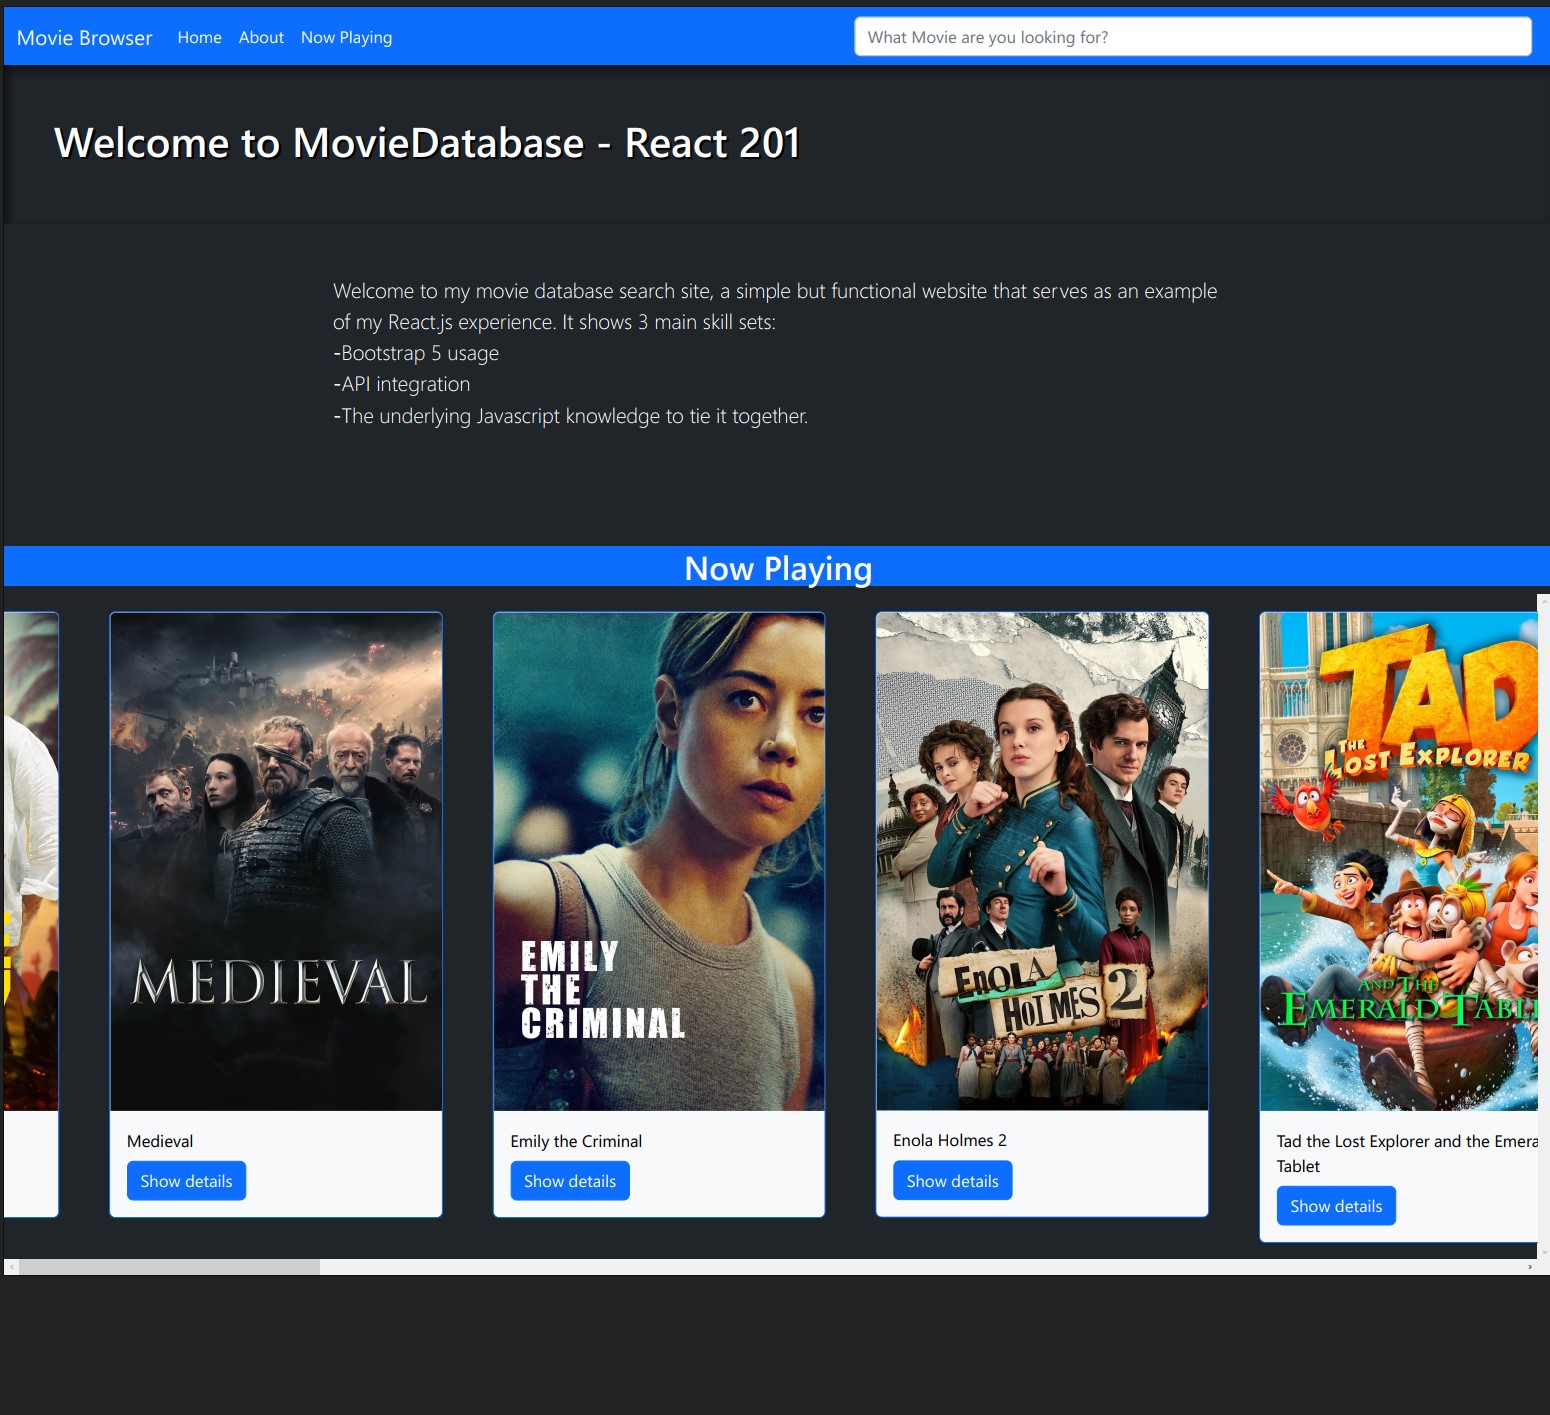 Movie Browser Home About Now Playing
What Movie are you looking for?
Welcome to MovieDatabase - React 201
Welcome to my movie database search site, a simple but functional website that serves as an example
of my React.js experience. It shows 3 main skill sets:
-Bootstrap 5 usage
-API integration
-The underlying Javascript knowledge to tie it together.
Now Playing
MEDIEVAL
Medieval
Show details
EMILY
THE
CRIMINAL
Emily the Criminal
Show details
ENOLA
HOLMES 2
Enola Holmes 2
Show details
TAD
THE
LOST EXPLORER
AND THE
EMERALD TABL
Tad the Lost Explorer and the Emera
Tablet
Show details